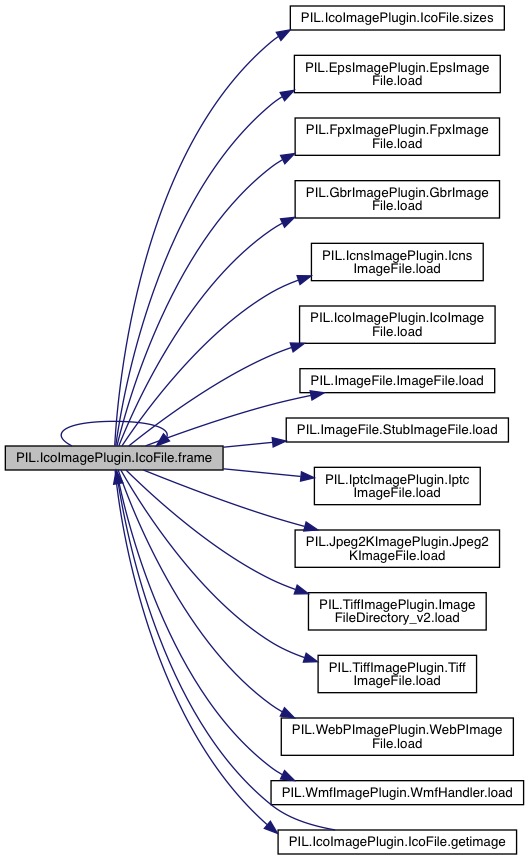 PIL.IcoImagePlugin.IcoFile.sizes
PIL.EpsImagePlugin.EpsImage
File.load
PIL.FpxImagePlugin.FpxImage
File.load
PIL.GbrImagePlugin.GbrImage
File.load
PIL.IcnsImagePlugin.Icns
ImageFile.load
PIL.IcoImagePlugin.IcoImage
File.load
PIL.ImageFile.ImageFile.load
PIL.ImageFile.StubImageFile.load
PIL.IcoImagePlugin.IcoFile.frame
PIL.IptcImagePlugin.Iptc
ImageFile.load
PIL.Jpeg2KImagePlugin.Jpeg2
KImageFile.load
PIL.TiffImagePlugin.Image
FileDirectory_v2.load
PIL.TiffImagePlugin.Tiff
ImageFile.load
PIL.WebPImagePlugin.WebPImage
File.load
PIL.WmfImagePlugin.WmfHandler.load
PIL.IcoImagePlugin.IcoFile.getimage